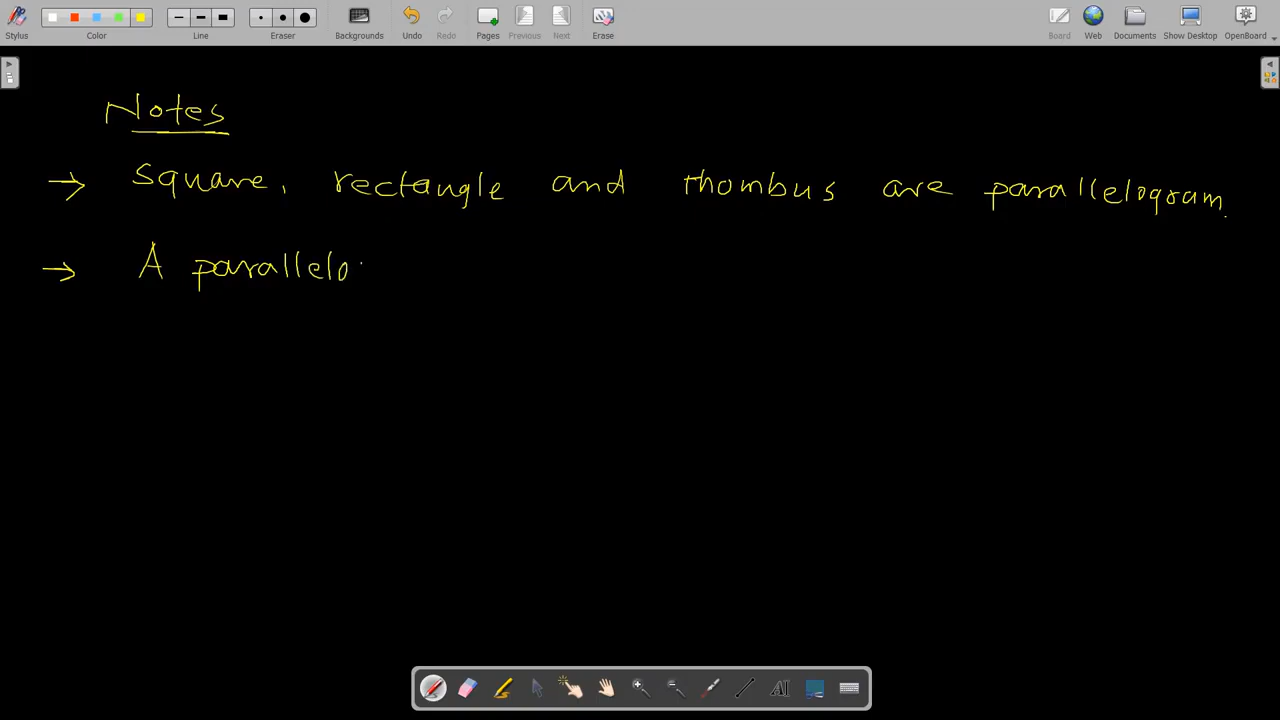 Stylus Color Line Eraser Backgrounds Undo Redo Pages Previous Next Erase Board Web Documents Show Desktop OpenBoard
Notes
→ Square, rectangle and rhombus are parallelogram.
→ A parallelo